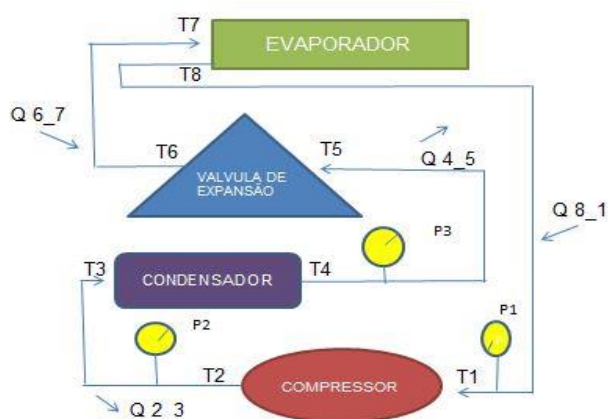 T7
EVAPORADOR
T8
Q 6_7
T6
T5
Q 4_5
VALVULA DE
EXPANSÃO
Q 8_1
P3
T3
CONDENSADOR
T4
P1
P2
T2
COMPRESSOR
T1
Q 2_3